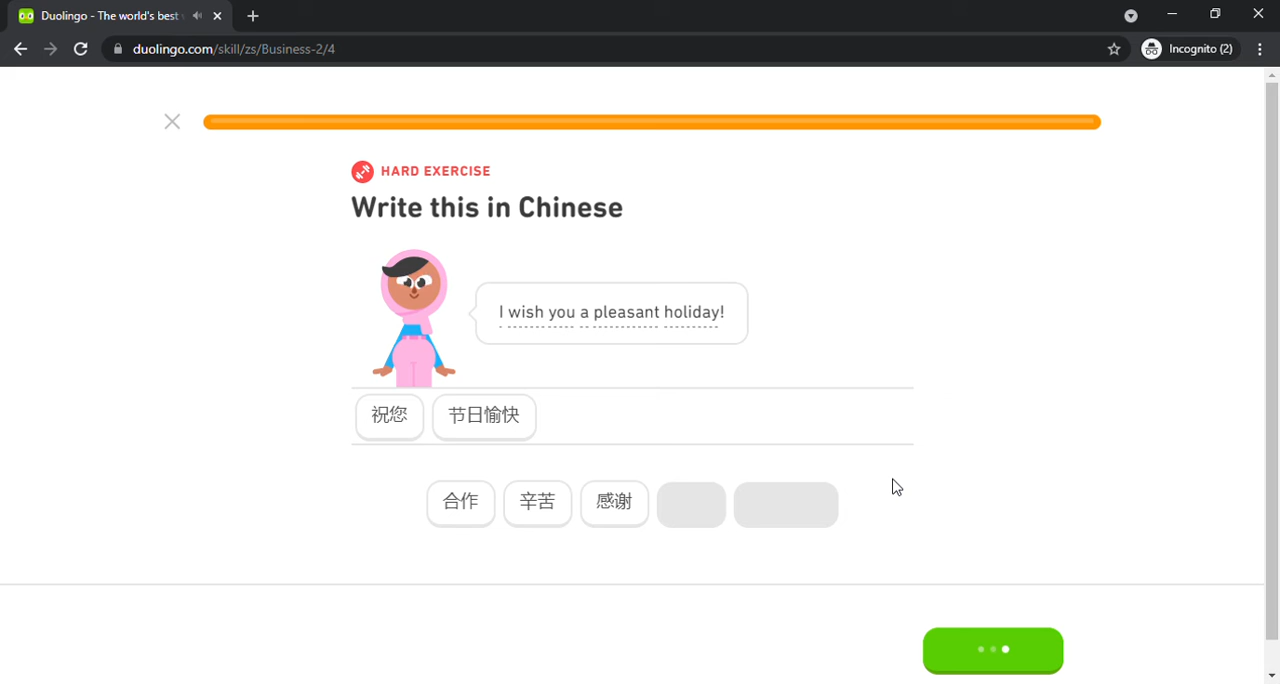 Duolingo - The world's best
duolingo.com/skill/zs/Business-2/4
Incognito (2)
HARD EXERCISE
Write this in Chinese
I wish you a pleasant holiday!
祝您 节日愉快
合作 辛苦 感谢